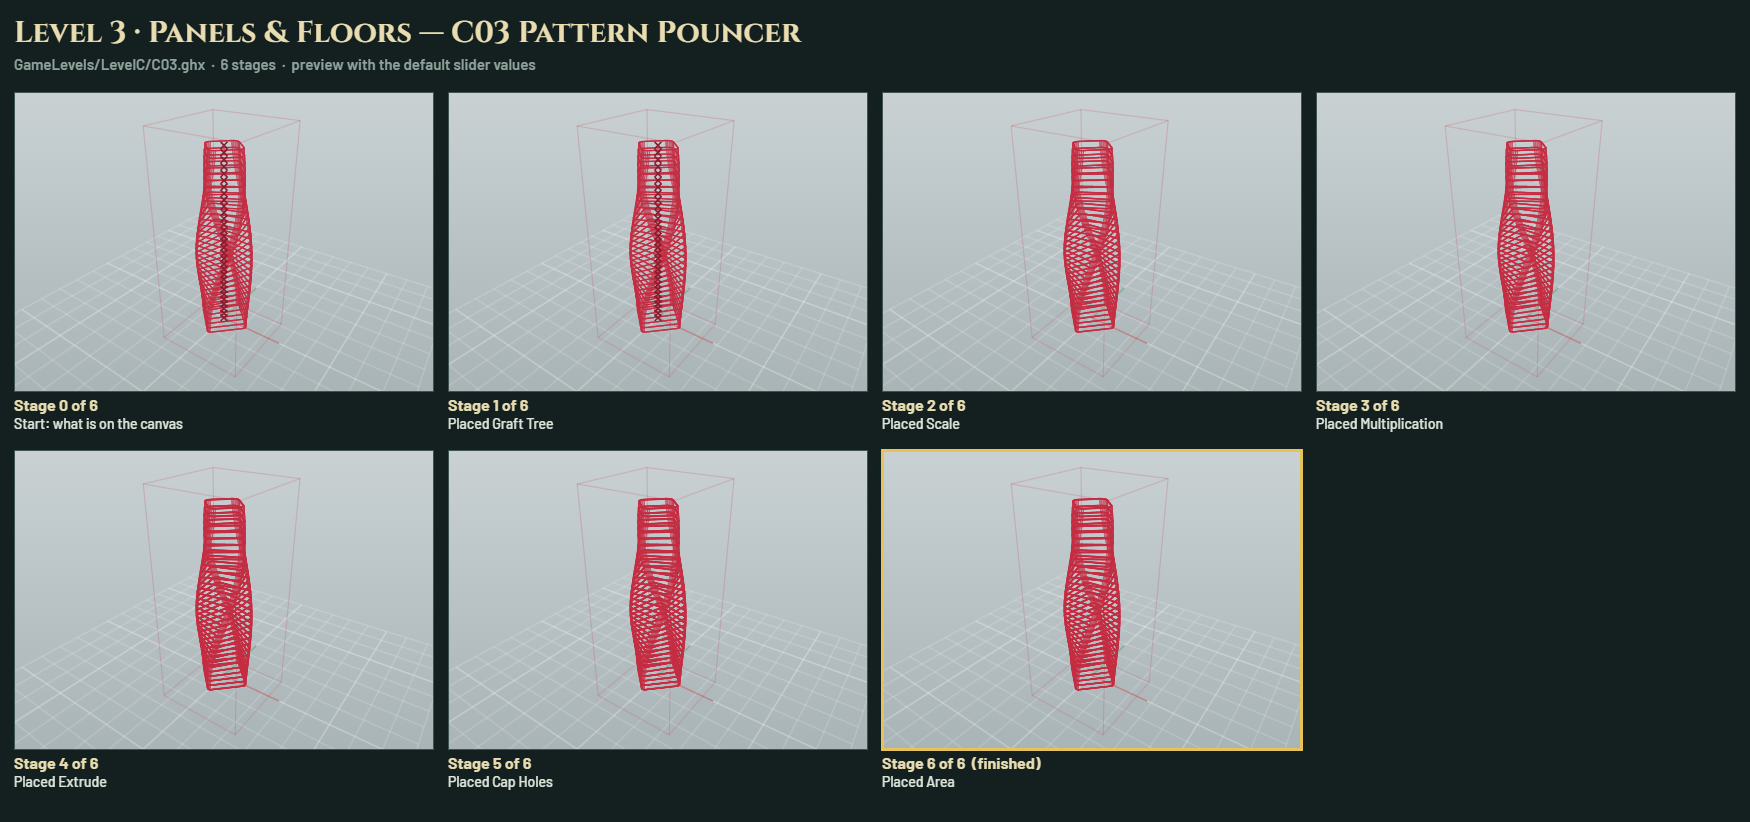 Level 3 · Panels & Floors — C03 Pattern Pouncer
GameLevels/LevelC/C03.ghx · 6 stages · preview with the default slider values
Stage 0 of 6
Start: what is on the canvas
Stage 1 of 6
Placed Graft Tree
Stage 2 of 6
Placed Scale
Stage 3 of 6
Placed Multiplication
Stage 4 of 6
Placed Extrude
Stage 5 of 6
Placed Cap Holes
Stage 6 of 6 (finished)
Placed Area